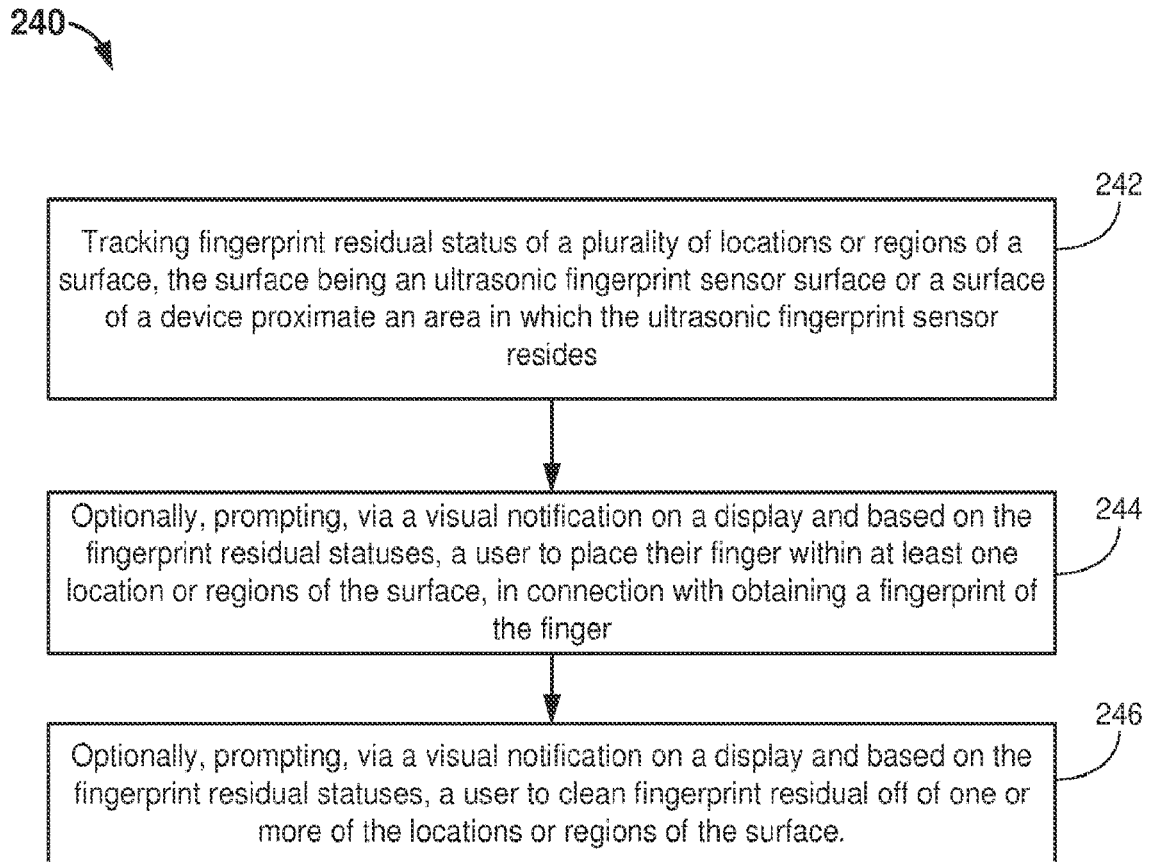 240
242
Tracking fingerprint residual status of a plurality of locations or regions of a
surface, the surface being an ultrasonic fingerprint sensor surface or a surface
of a device proximate an area in which the ultrasonic fingerprint sensor
resides
244
Optionally, prompting, via a visual notification on a display and based on the
fingerprint residual statuses, a user to place their finger within at least one
location or regions of the surface, in connection with obtaining a fingerprint of
the finger
246
Optionally, prompting, via a visual notification on a display and based on the
fingerprint residual statuses, a user to clean fingerprint residual off of one or
more of the locations or regions of the surface.